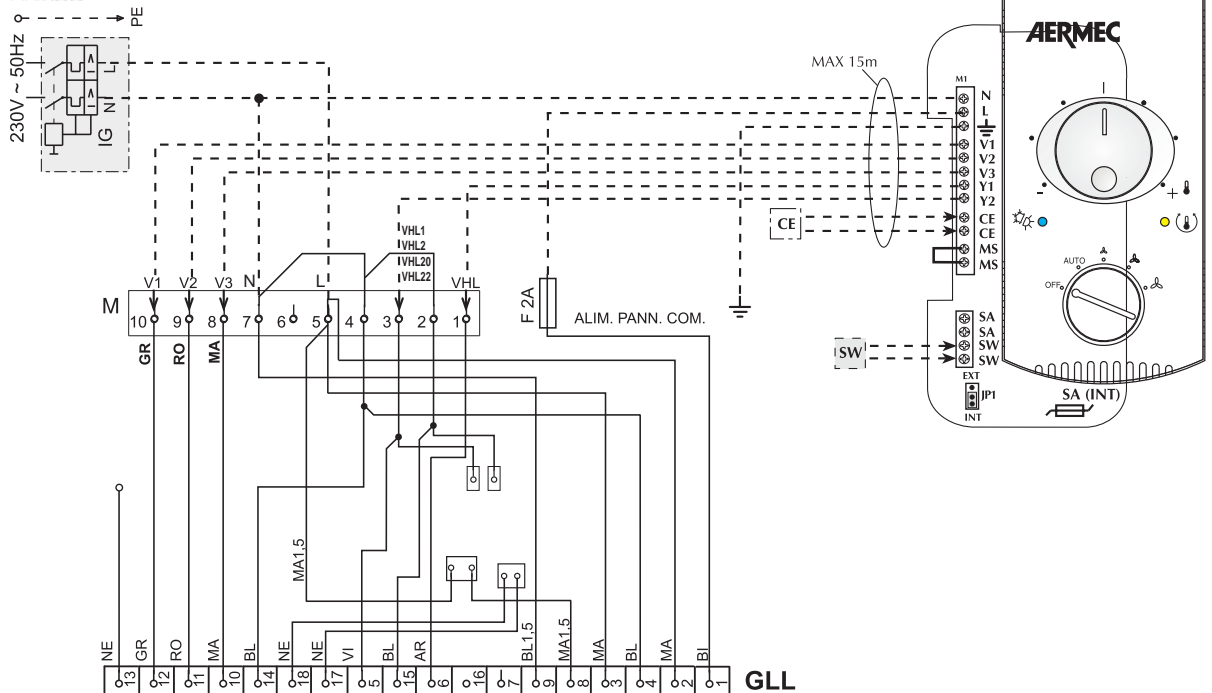 PE
230V ~ 50Hz
L
N
IG
MAX 15m
AERMEC
M1
N
L
V1
V2
V3
Y1
Y2
CE
CE
MS
MS
CE
- +
AUTO
OFF
VHL1
VHL2
VHL20
VHL22
V1 V2 V3 N L VHL
M
10 9 8 7 6 5 4 3 2 1
GR RO MA
F 2A
ALIM. PANN. COM.
SA
SA
SW
SW
SW
EXT
JP1
INT
SA (INT)
MA1,5
NE GR RO MA BL NE NE VI BL AR BL1,5 MA1,5 MA BL MA BI
13 12 11 10 14 18 17 5 15 6 16 7 9 8 3 4 2 1
GLL